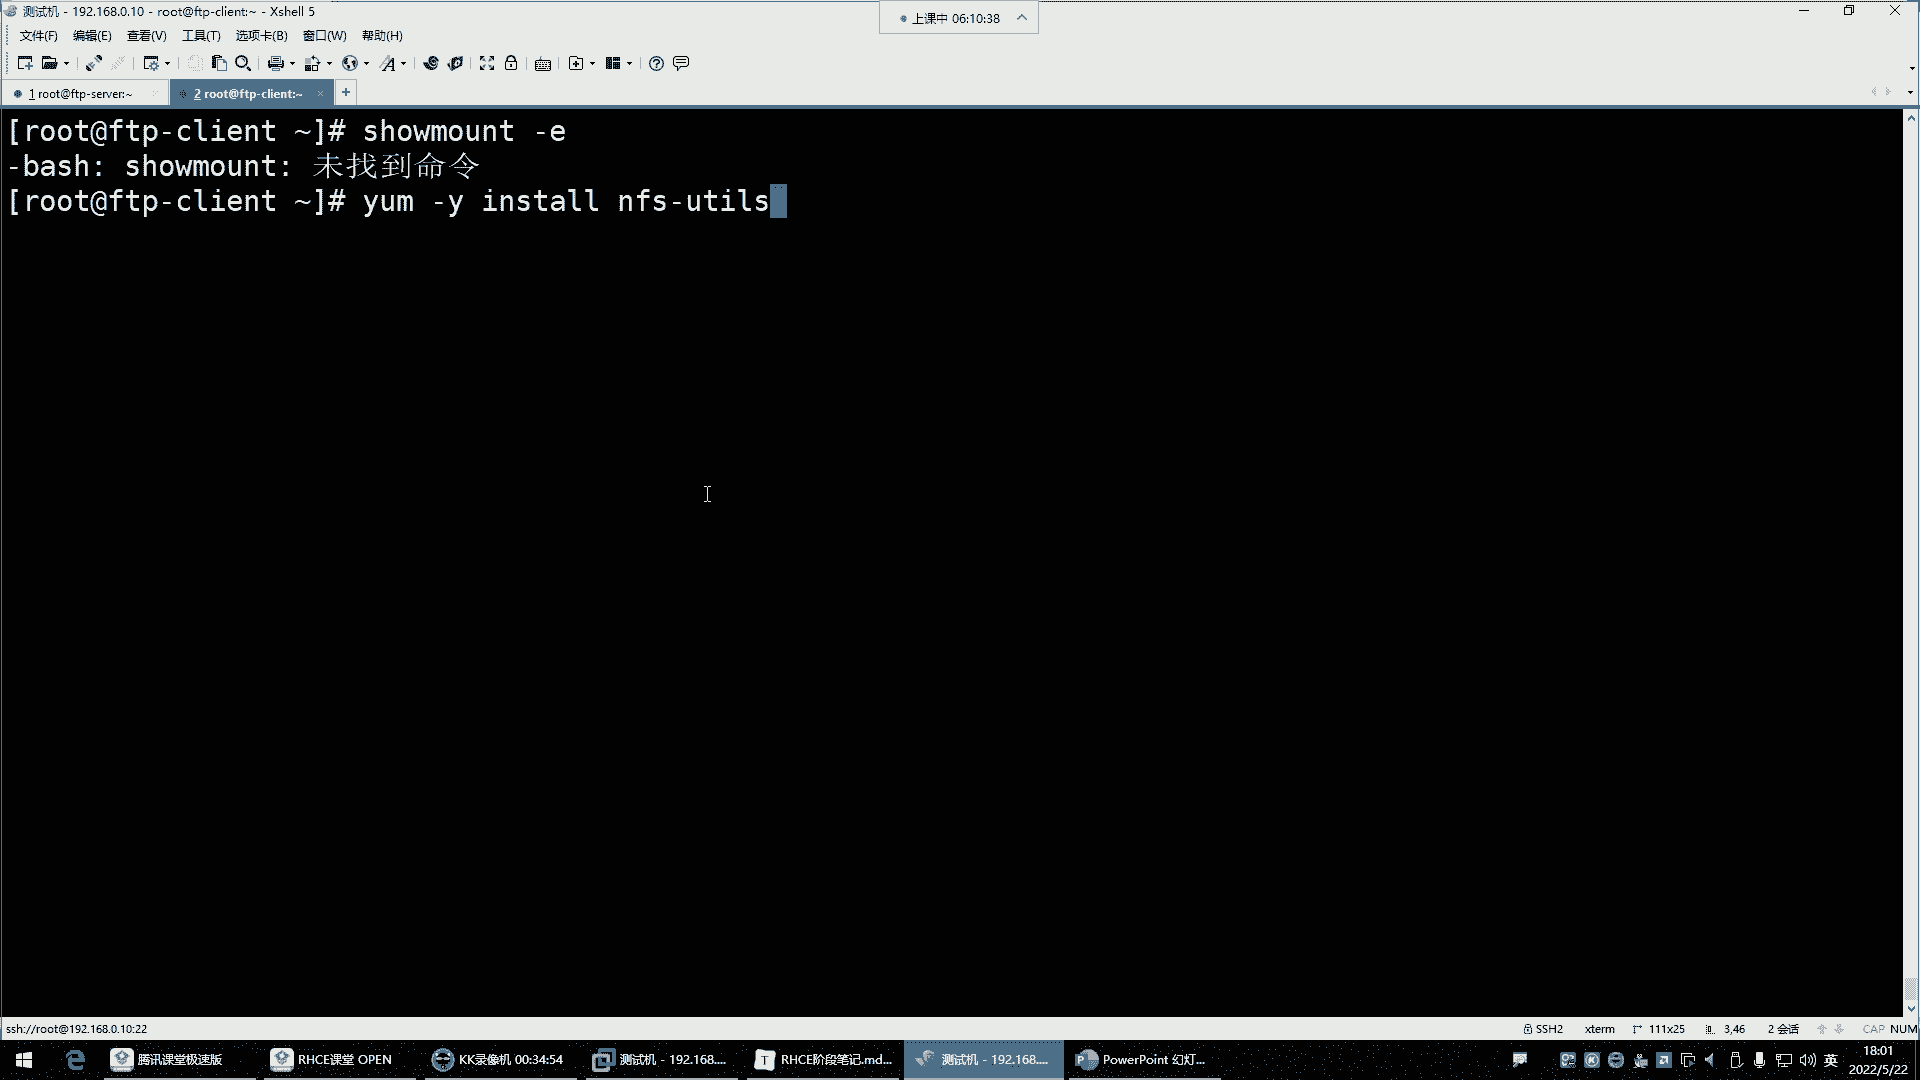 测试机 - 192.168.0.10 - root@ftp-client:~ - Xshell 5
上课中 06:10:38
文件(F) 编辑(E) 查看(V) 工具(T) 选项卡(B) 窗口(W) 帮助(H)
1 root@ftp-server:~
2 root@ftp-client:~
[root@ftp-client ~]# showmount -e
-bash: showmount: 未找到命令
[root@ftp-client ~]# yum -y install nfs-utils
ssh://root@192.168.0.10:22
SSH2 xterm 111x25 3,46 2 会话 CAP NUM
腾讯课堂极速版 RHCE课堂 OPEN KK录像机 00:34:54 测试机 - 192.168.... RHCE阶段笔记.md... 测试机 - 192.168.... PowerPoint 幻灯... 英 18:01
2022/5/22